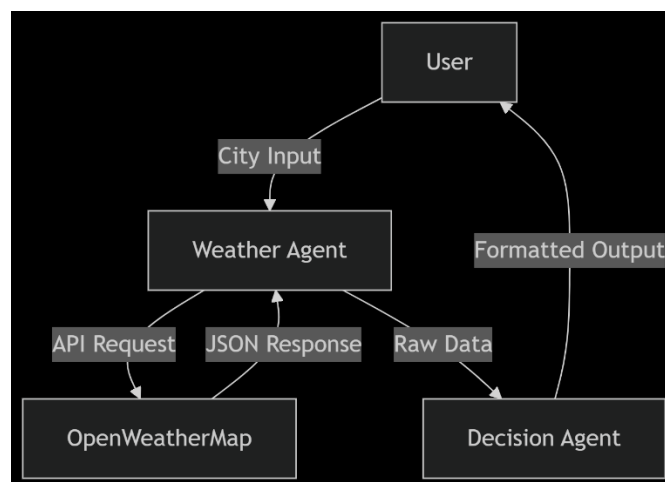 User
City Input
Weather Agent
Formatted Output
API Request
JSON Response
Raw Data
OpenWeatherMap
Decision Agent